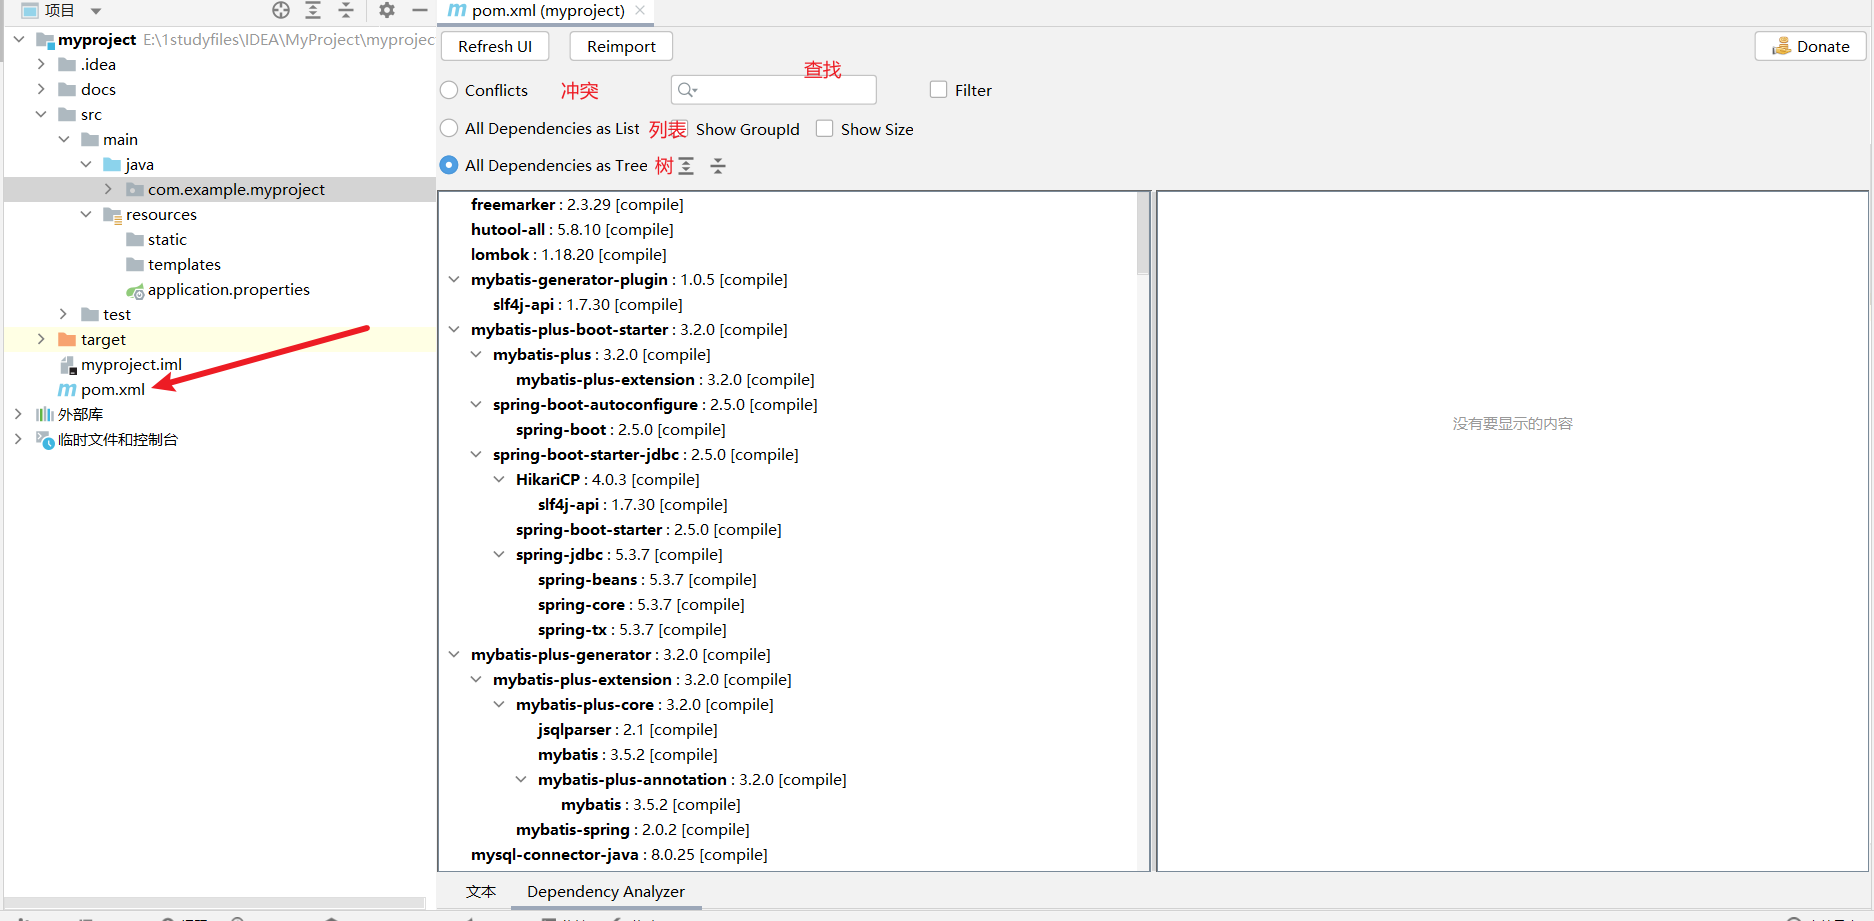 项目
myproject E:\1studyfiles\IDEA\MyProject\myprojec
.idea
docs
src
main
java
com.example.myproject
resources
static
templates
application.properties
test
target
myproject.iml
pom.xml
外部库
临时文件和控制台
pom.xml (myproject)
Refresh UI Reimport Donate
查找
Conflicts 冲突 Filter
All Dependencies as List 列表 Show GroupId Show Size
All Dependencies as Tree 树
freemarker : 2.3.29 [compile]
hutool-all : 5.8.10 [compile]
lombok : 1.18.20 [compile]
mybatis-generator-plugin : 1.0.5 [compile]
slf4j-api : 1.7.30 [compile]
mybatis-plus-boot-starter : 3.2.0 [compile]
mybatis-plus : 3.2.0 [compile]
mybatis-plus-extension : 3.2.0 [compile]
spring-boot-autoconfigure : 2.5.0 [compile]
spring-boot : 2.5.0 [compile]
spring-boot-starter-jdbc : 2.5.0 [compile]
HikariCP : 4.0.3 [compile]
slf4j-api : 1.7.30 [compile]
spring-boot-starter : 2.5.0 [compile]
spring-jdbc : 5.3.7 [compile]
spring-beans : 5.3.7 [compile]
spring-core : 5.3.7 [compile]
spring-tx : 5.3.7 [compile]
mybatis-plus-generator : 3.2.0 [compile]
mybatis-plus-extension : 3.2.0 [compile]
mybatis-plus-core : 3.2.0 [compile]
jsqlparser : 2.1 [compile]
mybatis : 3.5.2 [compile]
mybatis-plus-annotation : 3.2.0 [compile]
mybatis : 3.5.2 [compile]
mybatis-spring : 2.0.2 [compile]
mysql-connector-java : 8.0.25 [compile]
没有要显示的内容
文本 Dependency Analyzer